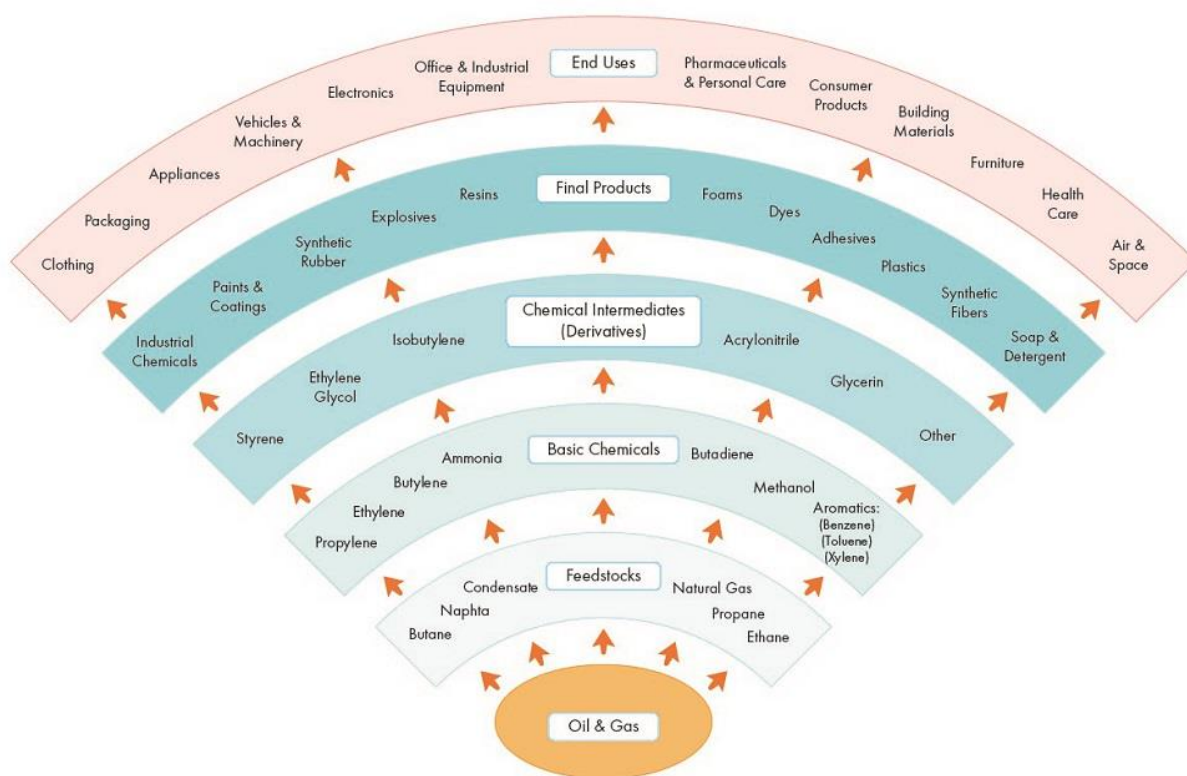 End Uses
Clothing
Packaging
Appliances
Vehicles &
Machinery
Electronics
Office & Industrial
Equipment
Pharmaceuticals
& Personal Care
Consumer
Products
Building
Materials
Furniture
Health
Care
Air &
Space
Final Products
Industrial
Chemicals
Paints &
Coatings
Synthetic
Rubber
Explosives
Resins
Foams
Dyes
Adhesives
Plastics
Synthetic
Fibers
Soap &
Detergent
Chemical Intermediates
(Derivatives)
Styrene
Ethylene
Glycol
Isobutylene
Acrylonitrile
Glycerin
Other
Basic Chemicals
Propylene
Ethylene
Butylene
Ammonia
Butadiene
Methanol
Aromatics:
(Benzene)
(Toluene)
(Xylene)
Feedstocks
Butane
Naphta
Condensate
Natural Gas
Propane
Ethane
Oil & Gas